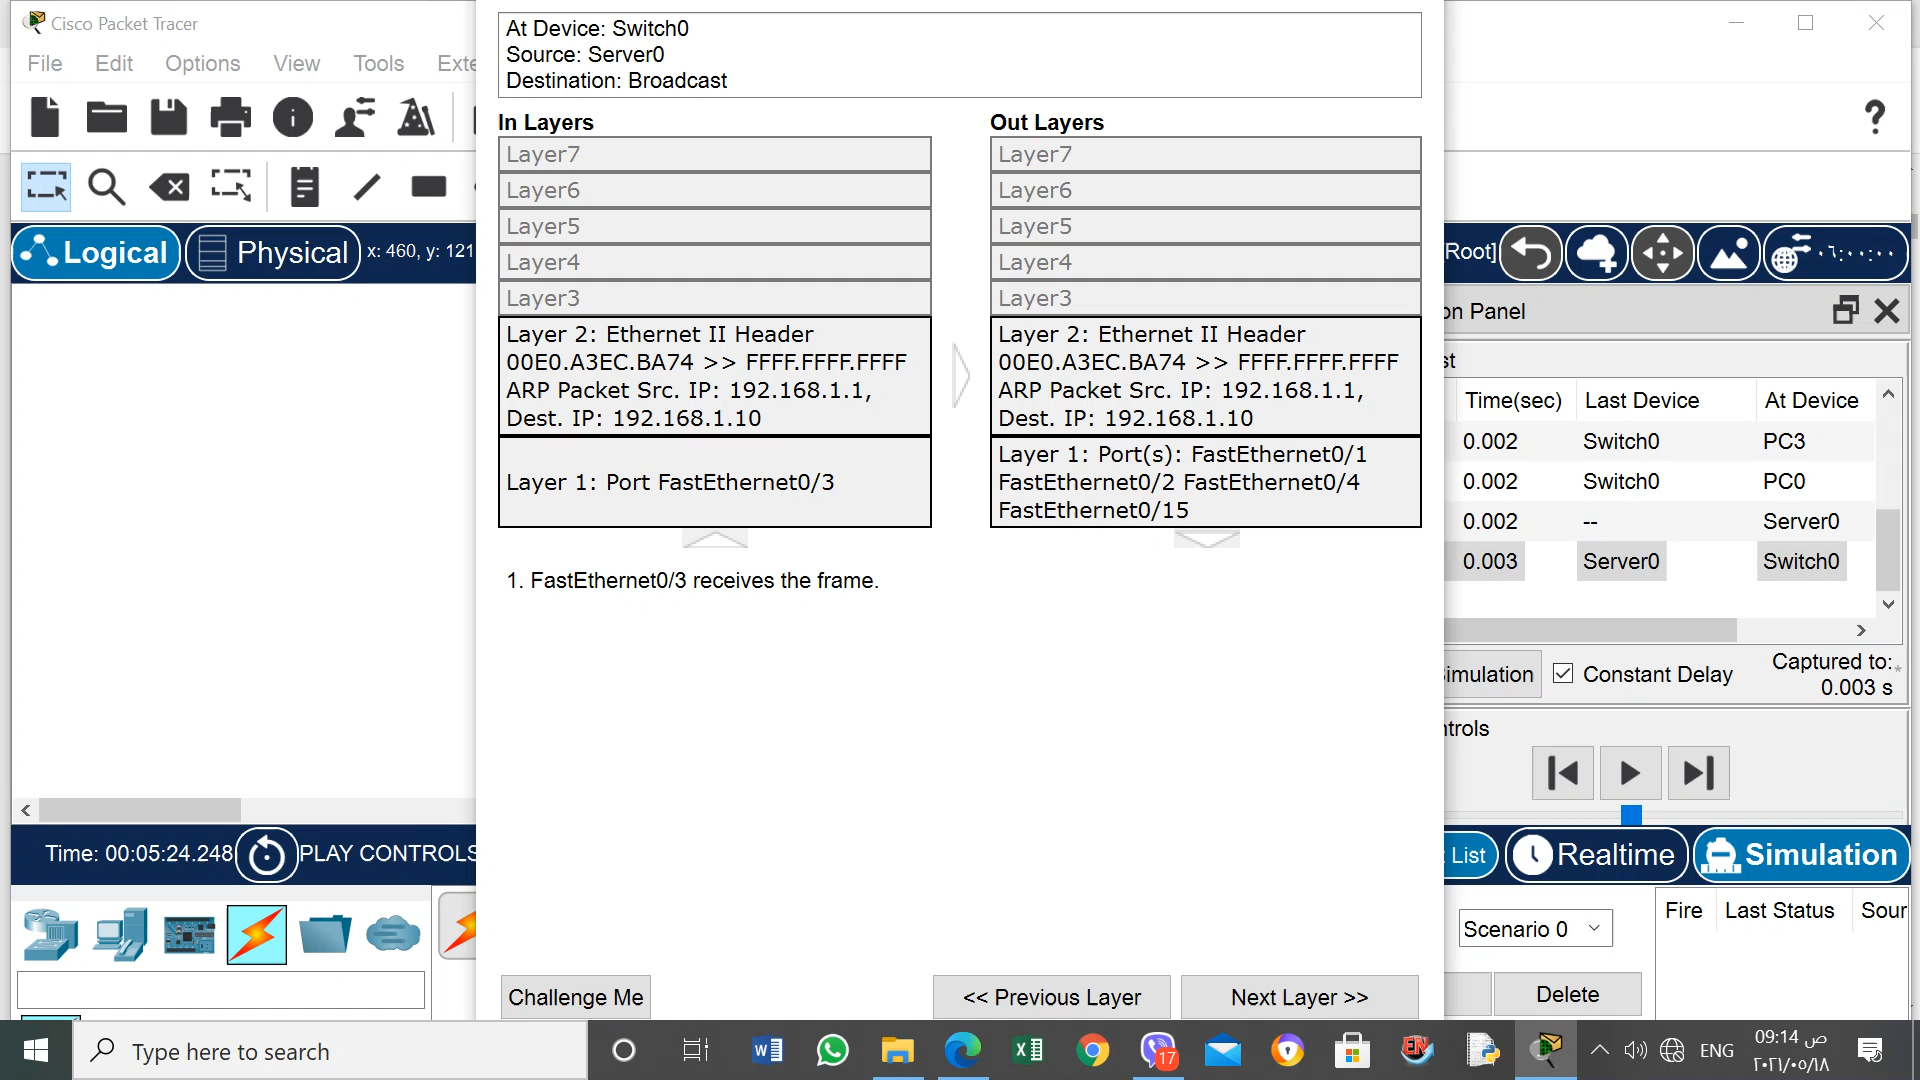 Cisco Packet Tracer
File Edit Options View Tools Exte
Logical
Physical
x: 460, y: 121
Time: 00:05:24.248
PLAY CONTROLS
At Device: Switch0
Source: Server0
Destination: Broadcast
In Layers
Layer7
Layer6
Layer5
Layer4
Layer3
Layer 2: Ethernet II Header
00E0.A3EC.BA74 >> FFFF.FFFF.FFFF
ARP Packet Src. IP: 192.168.1.1,
Dest. IP: 192.168.1.10
Layer 1: Port FastEthernet0/3
Out Layers
Layer7
Layer6
Layer5
Layer4
Layer3
Layer 2: Ethernet II Header
00E0.A3EC.BA74 >> FFFF.FFFF.FFFF
ARP Packet Src. IP: 192.168.1.1,
Dest. IP: 192.168.1.10
Layer 1: Port(s): FastEthernet0/1
FastEthernet0/2 FastEthernet0/4
FastEthernet0/15
1. FastEthernet0/3 receives the frame.
Challenge Me
<< Previous Layer
Next Layer >>
?
Root]
٠٦:٠٠:٠٠
on Panel
st
Time(sec) Last Device At Device
0.002 Switch0 PC3
0.002 Switch0 PC0
0.002 -- Server0
0.003 Server0 Switch0
imulation
Constant Delay
Captured to:*
0.003 s
ntrols
List
Realtime
Simulation
Scenario 0
Fire Last Status Sour
Delete
Type here to search
17
EN
ENG
09:14 ص
٢٠٢١/٠٥/١٨